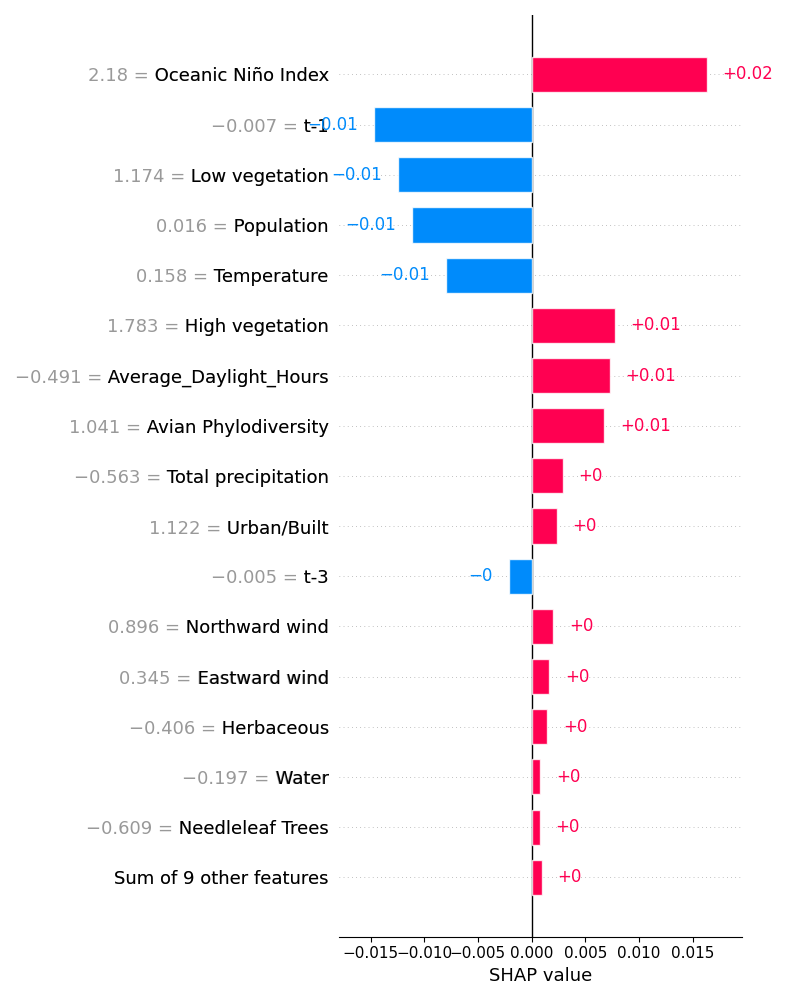 2.18 = Oceanic Niño Index +0.02
−0.007 = t-1 −0.01
1.174 = Low vegetation −0.01
0.016 = Population −0.01
0.158 = Temperature −0.01
1.783 = High vegetation +0.01
−0.491 = Average_Daylight_Hours +0.01
1.041 = Avian Phylodiversity +0.01
−0.563 = Total precipitation +0
1.122 = Urban/Built +0
−0.005 = t-3 −0
0.896 = Northward wind +0
0.345 = Eastward wind +0
−0.406 = Herbaceous +0
−0.197 = Water +0
−0.609 = Needleleaf Trees +0
Sum of 9 other features +0
−0.015 −0.010 −0.005 0.000 0.005 0.010 0.015
SHAP value